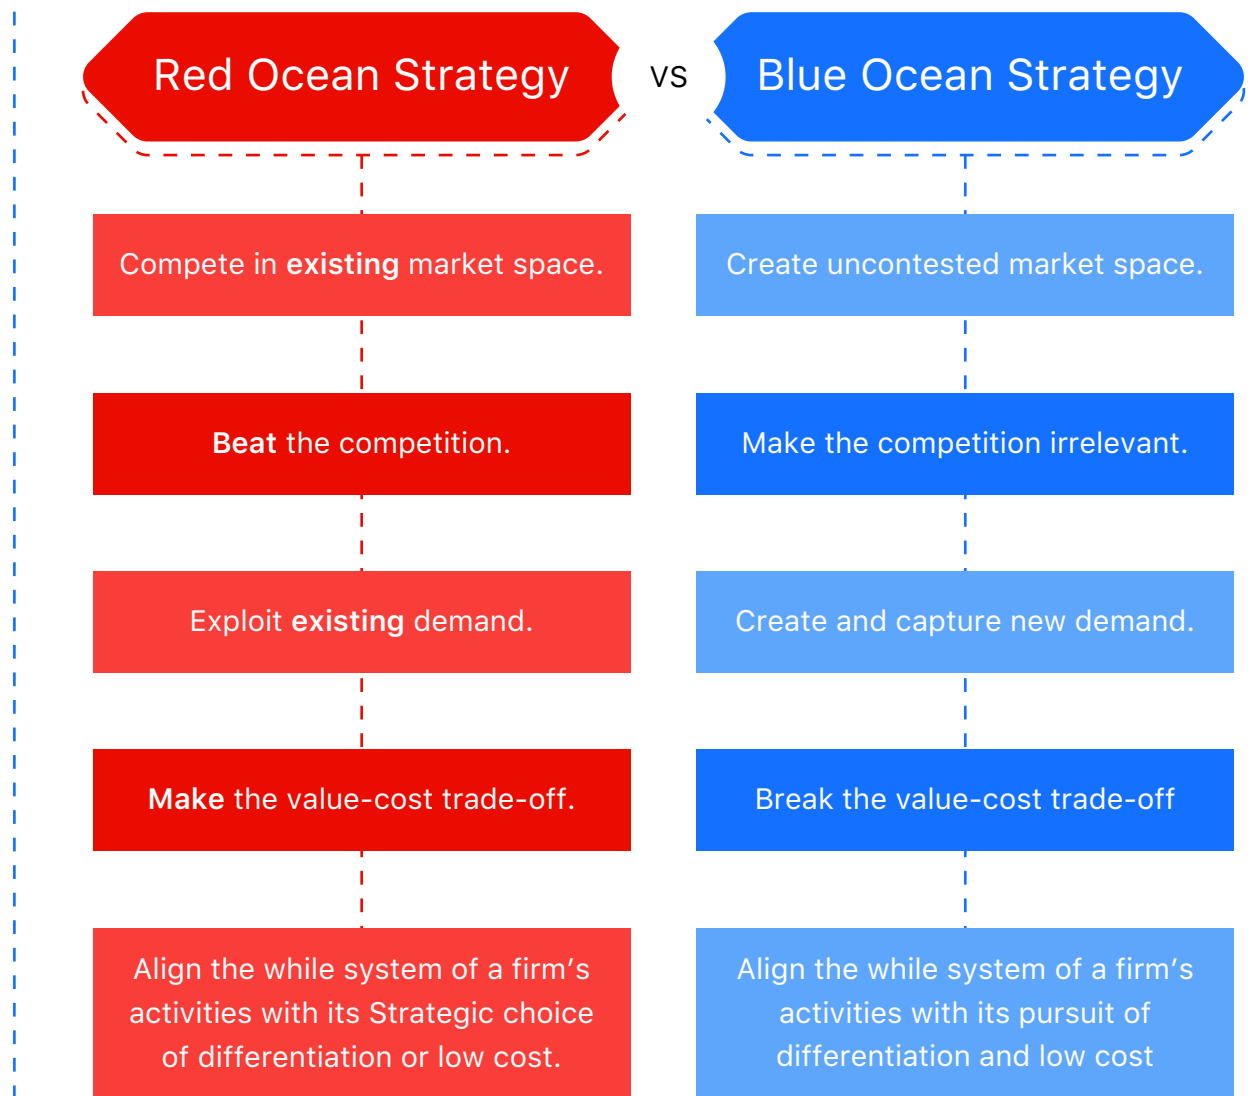 Red Ocean Strategy
VS
Blue Ocean Strategy
Compete in existing market space.
Create uncontested market space.
Beat the competition.
Make the competition irrelevant.
Exploit existing demand.
Create and capture new demand.
Make the value-cost trade-off.
Break the value-cost trade-off
Align the while system of a firm’s
activities with its Strategic choice
of differentiation or low cost.
Align the while system of a firm’s
activities with its pursuit of
differentiation and low cost